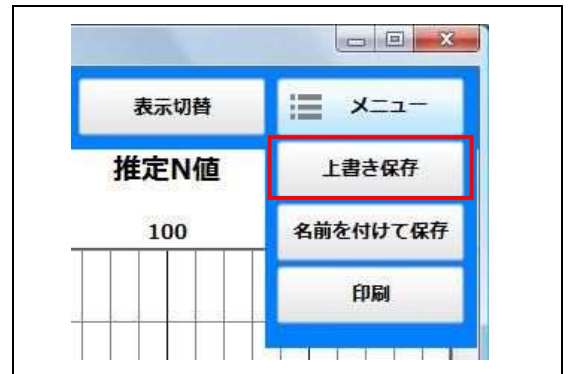 表示切替
メニュー
推定N値
上書き保存
100
名前を付けて保存
印刷